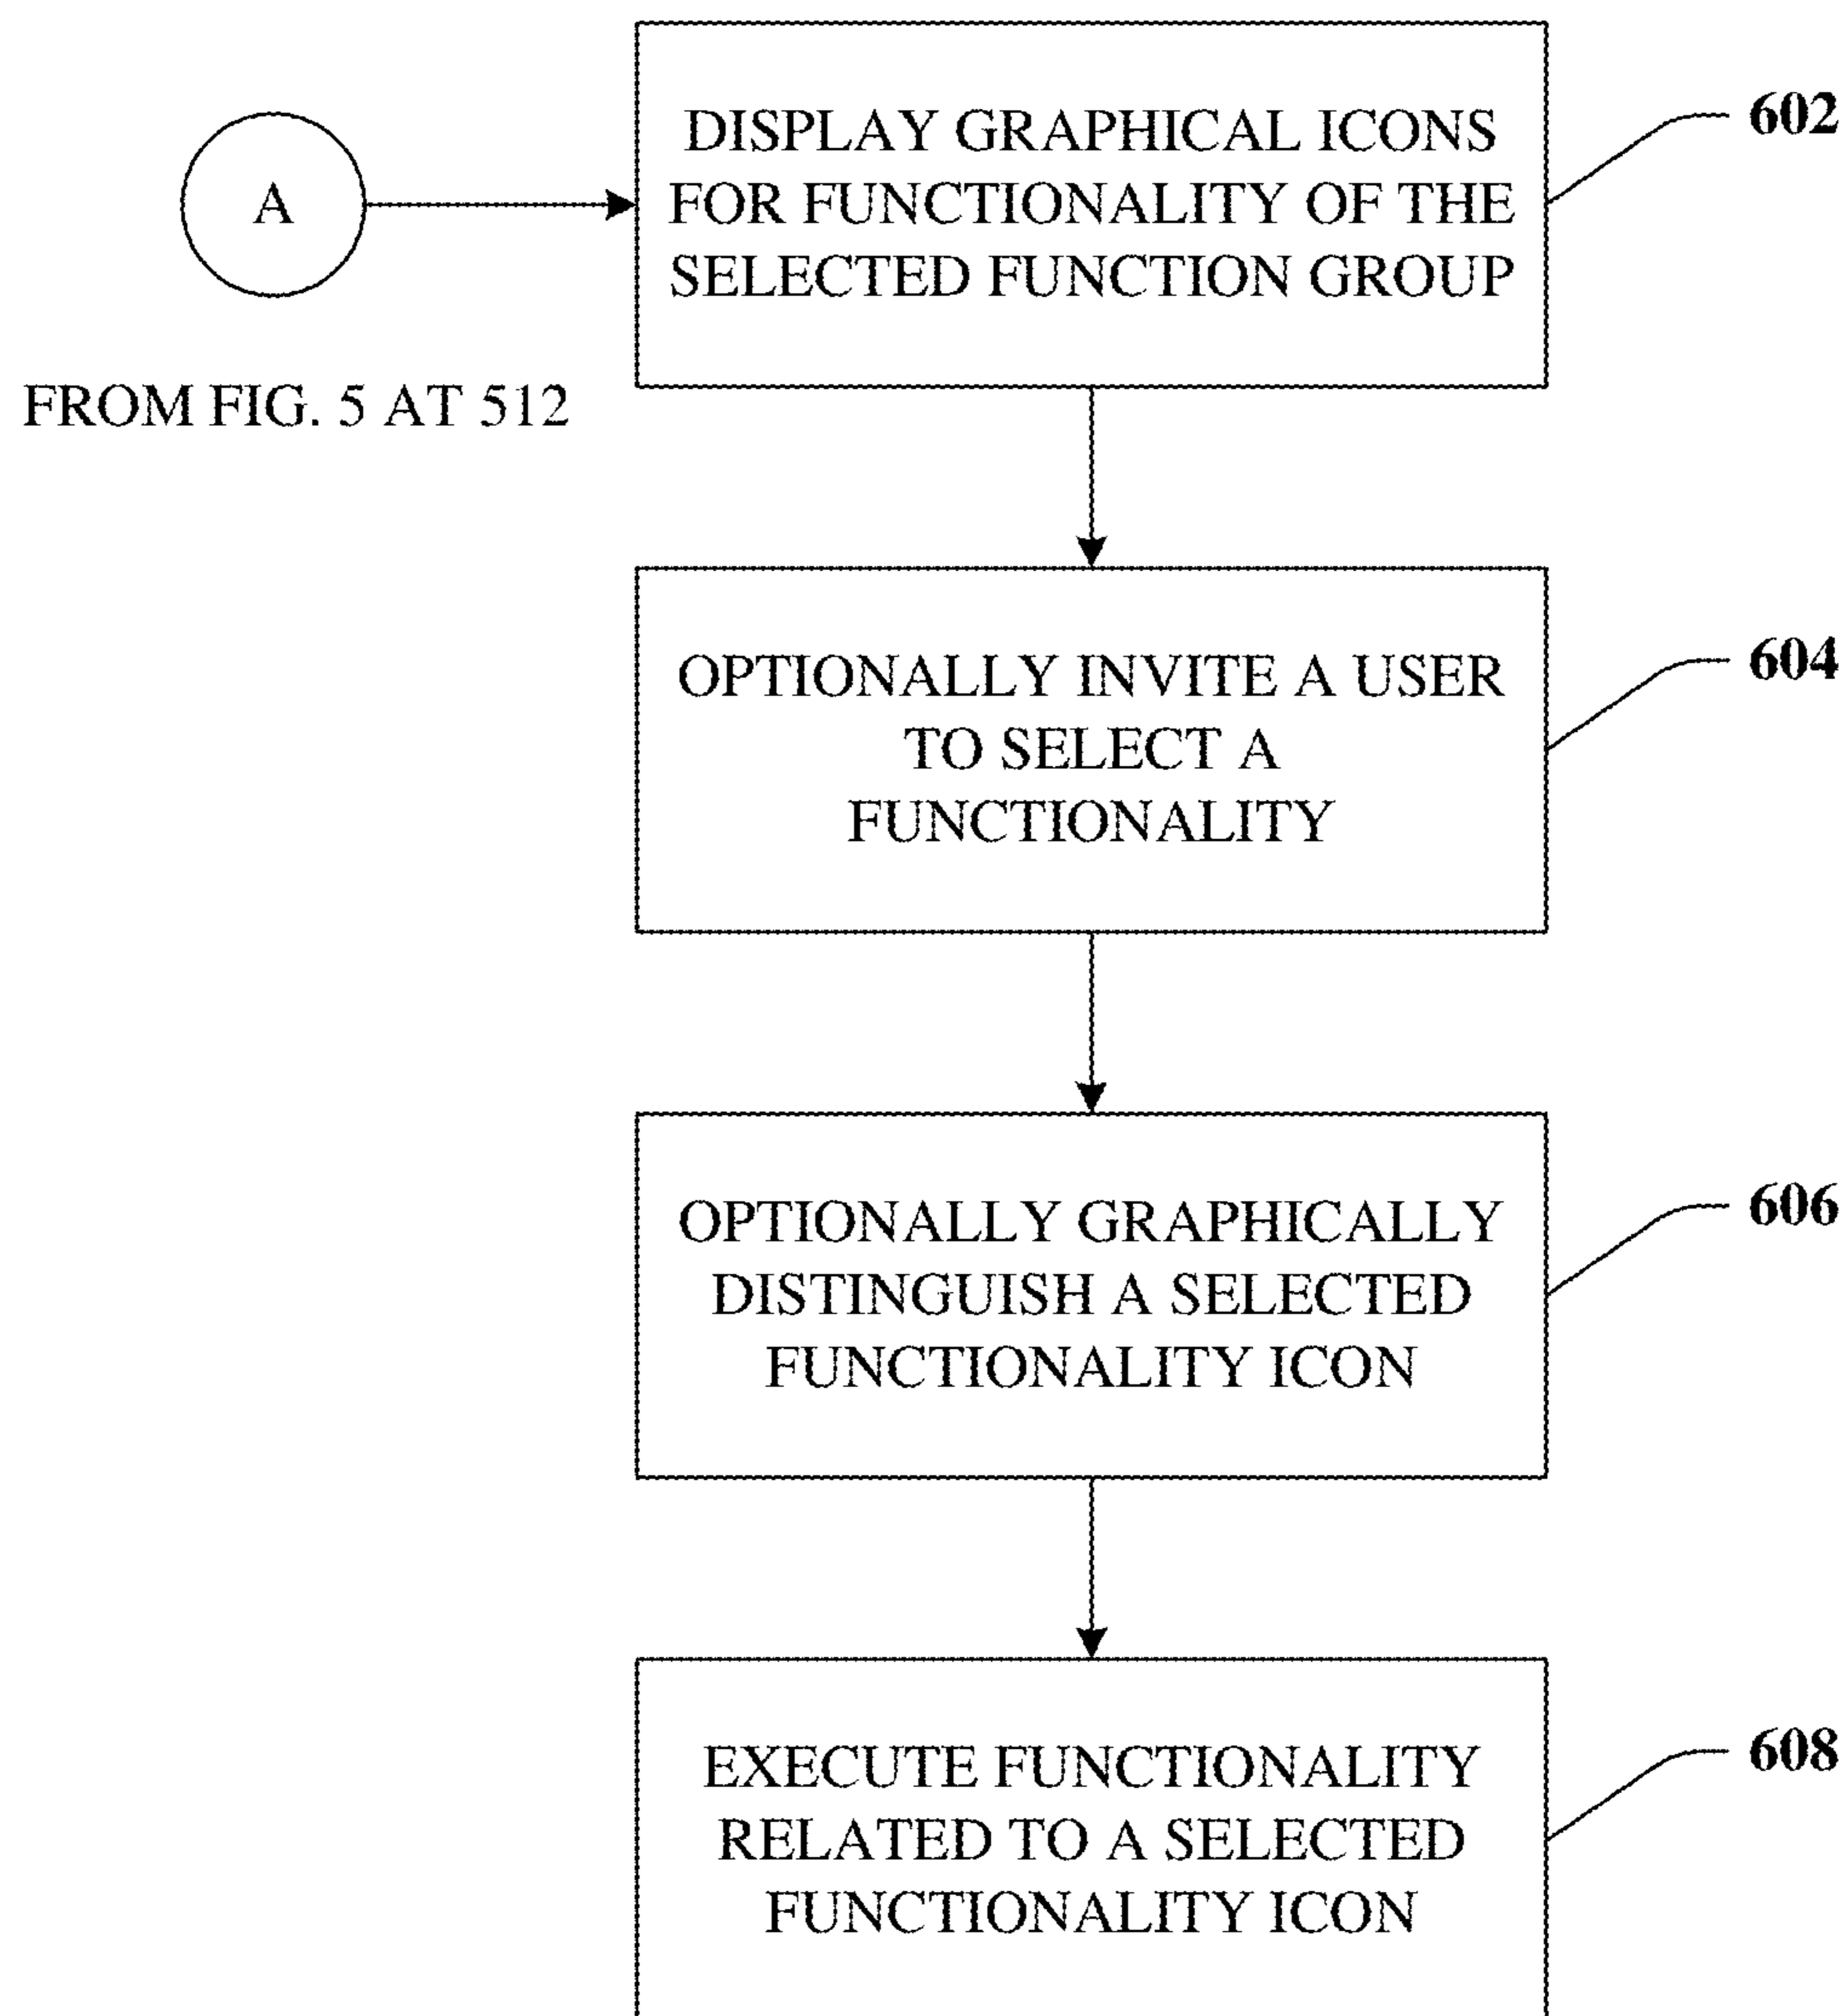 A
FROM FIG. 5 AT 512
DISPLAY GRAPHICAL ICONS
FOR FUNCTIONALITY OF THE
SELECTED FUNCTION GROUP
602
OPTIONALLY INVITE A USER
TO SELECT A
FUNCTIONALITY
604
OPTIONALLY GRAPHICALLY
DISTINGUISH A SELECTED
FUNCTIONALITY ICON
606
EXECUTE FUNCTIONALITY
RELATED TO A SELECTED
FUNCTIONALITY ICON
608